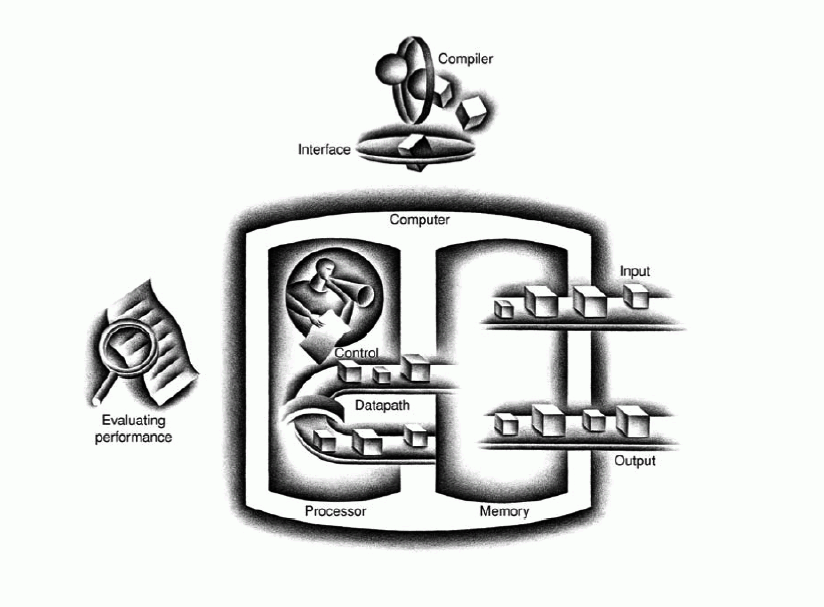 Compiler
Interface
Computer
Input
Control
Datapath
Evaluating
performance
Output
Processor
Memory